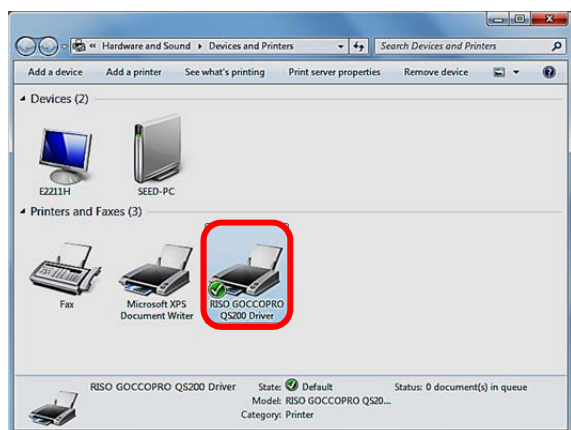 « Hardware and Sound ▸ Devices and Printers
Search Devices and Printers
Add a device Add a printer See what's printing Print server properties Remove device
Devices (2)
E2211H
SEED-PC
Printers and Faxes (3)
Fax
Microsoft XPS
Document Writer
RISO GOCCOPRO
QS200 Driver
RISO GOCCOPRO QS200 Driver State: Default Status: 0 document(s) in queue
Model: RISO GOCCOPRO QS20...
Category: Printer